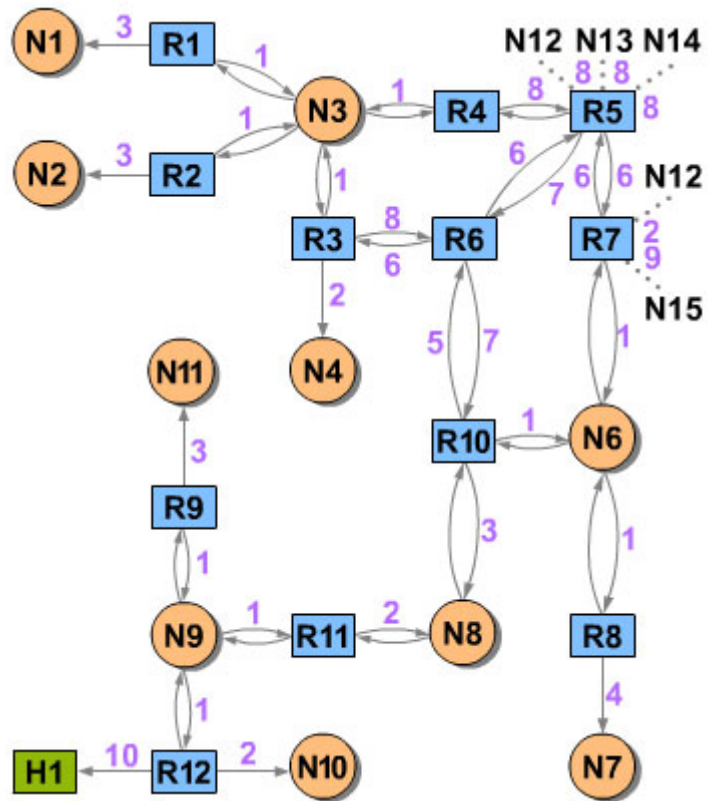 N1 3 R1 1 N12 N13 N14
N3 1 R4 8 R5 8 8 8
N2 3 R2 1
6 7 6 6 N12
1
R3 8 6 R6 R7 2 9
N15
2 5 7 1
N11 N4
3 R10 1 N6
R9
1 3 1
N9 1 R11 2 N8 R8
1 4
H1 10 R12 2 N10 N7